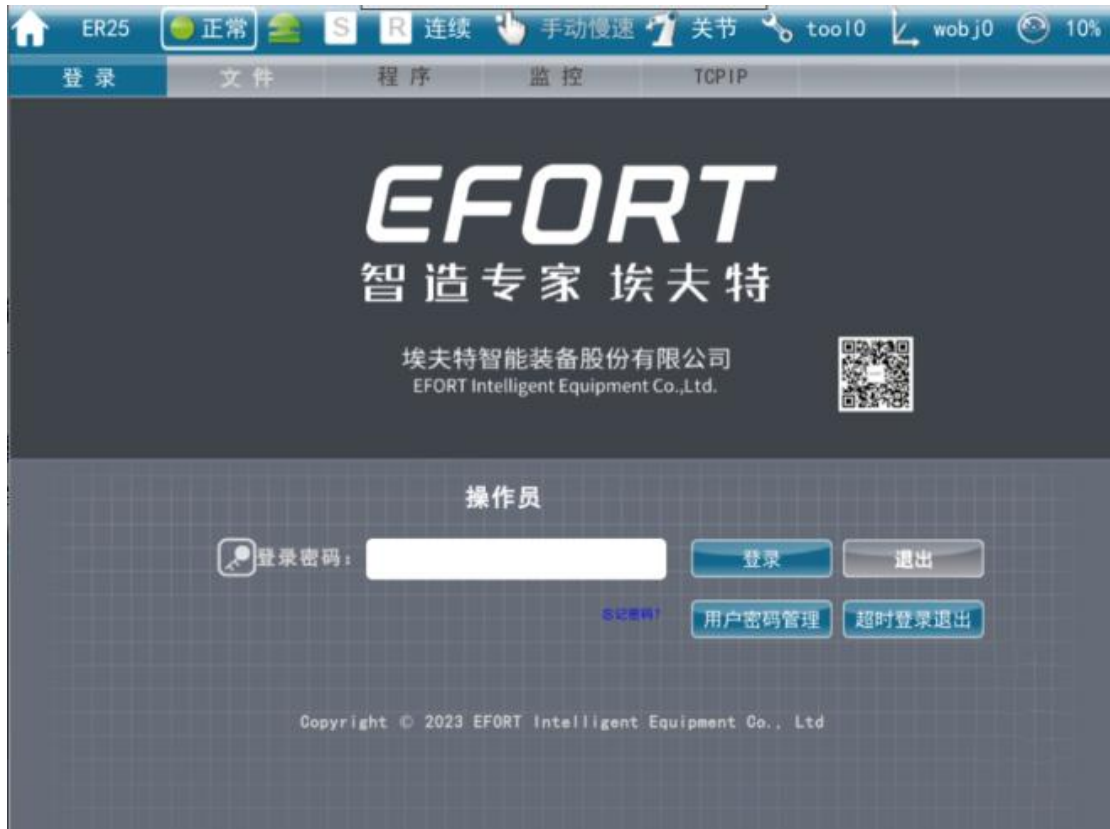 ER25 正常 S R 连续 手动慢速 关节 tool0 wobj0 10%
登录 文件 程序 监控 TCPIP
EFORT
智造专家 埃夫特
埃夫特智能装备股份有限公司
EFORT Intelligent Equipment Co.,Ltd.
操作员
登录密码: 登录 退出
忘记密码? 用户密码管理 超时登录退出
Copyright © 2023 EFORT Intelligent Equipment Co., Ltd